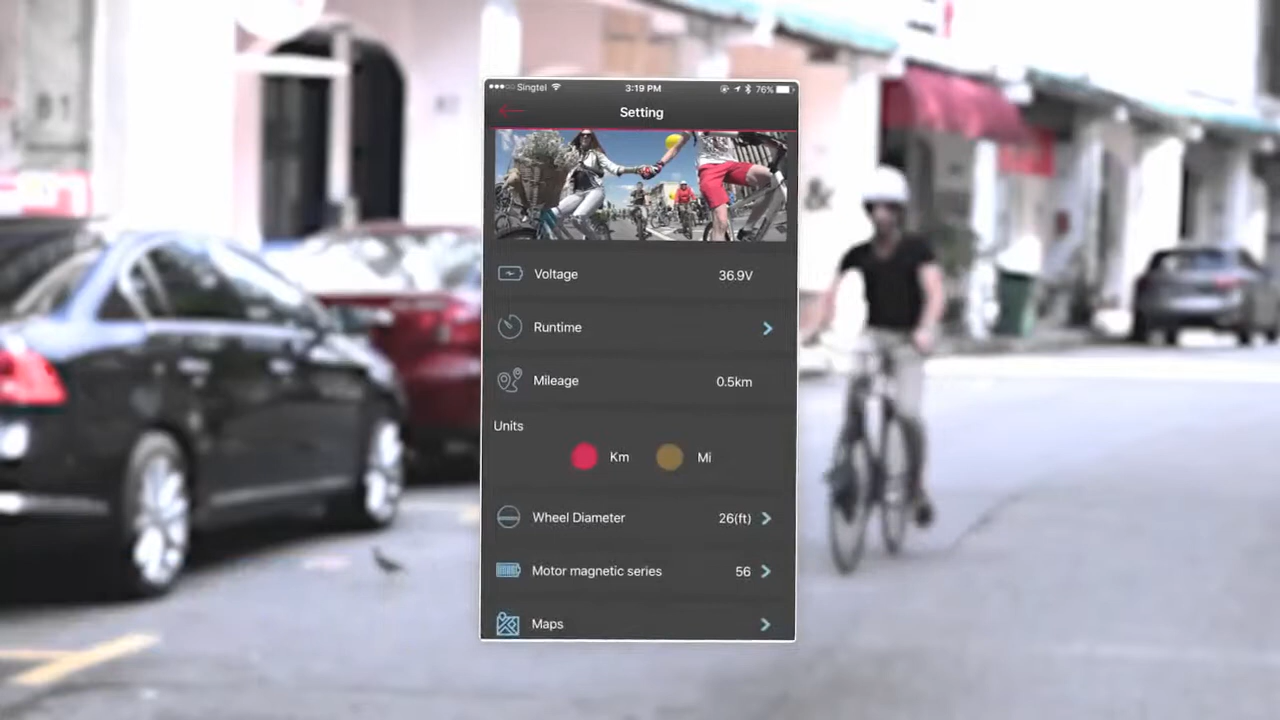 Singtel 3:19 PM 76%
Setting
Voltage 36.9V
Runtime
Mileage 0.5km
Units
Km Mi
Wheel Diameter 26(ft)
Motor magnetic series 56
Maps